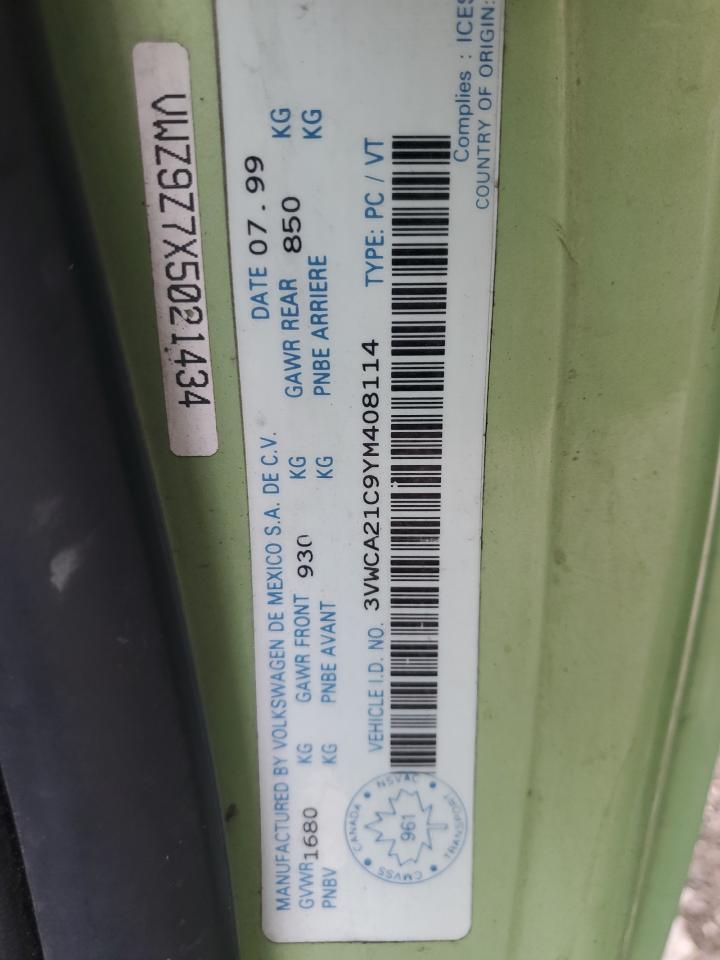 VWZ9Z7X5021434
MANUFACTURED BY VOLKSWAGEN DE MEXICO S.A. DE C.V. DATE 07.99
GVWR 1680 KG GAWR FRONT 930 KG GAWR REAR 850 KG
PNBV KG PNBE AVANT KG PNBE ARRIERE KG
VEHICLE I.D. NO. 3VWCA21C9YM408114 TYPE: PC / VT
CANADA • NSVAC • TRANSPORT • CMVSS •
961
Complies : ICES
COUNTRY OF ORIGIN: